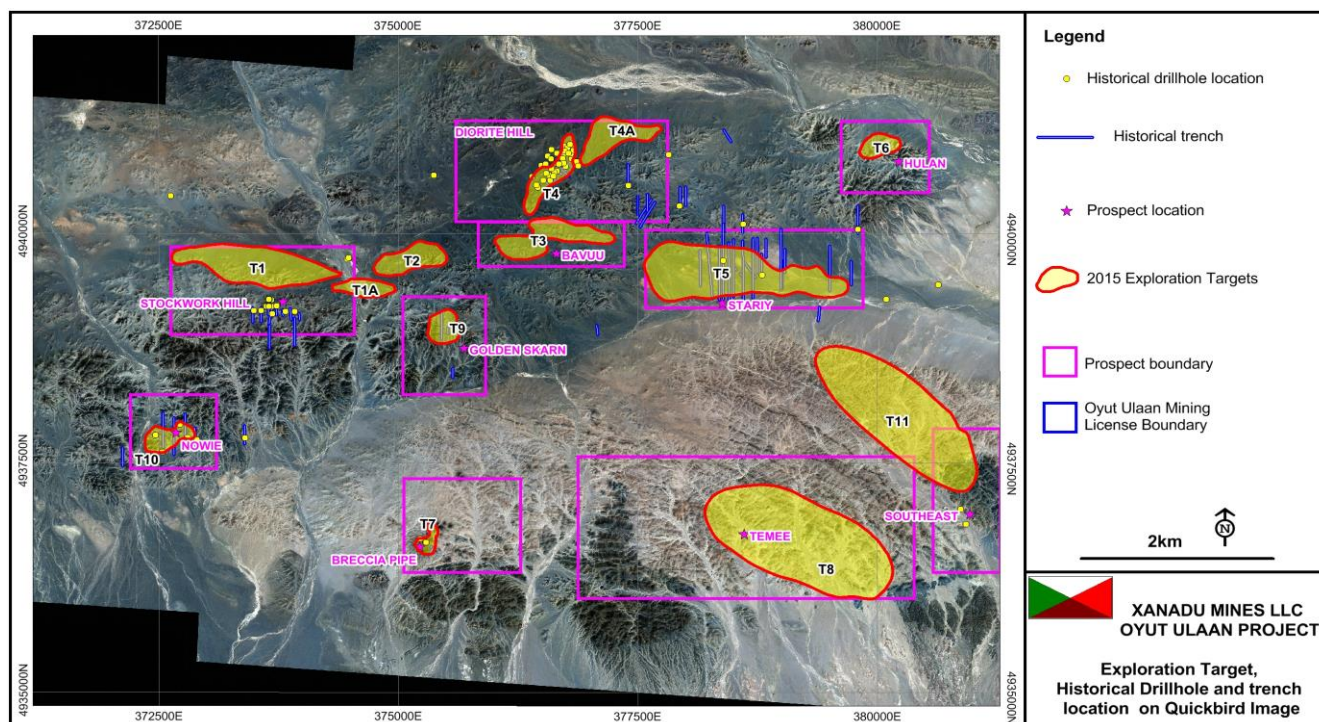 372500E
375000E
377500E
380000E
4940000N
4937500N
4935000N
4940000N
4937500N
4935000N
372500E
375000E
377500E
380000E
DIORITE HILL
T4A
T4
T6
HULAN
T3
BAVUU
T1
T2
T1A
STOCKWORK HILL
T5
STARIY
T9
GOLDEN SKARN
T11
NOWIE
T10
T7
BRECCIA PIPE
TEMEE
T8
SOUTHEAST
Legend
Historical drillhole location
Historical trench
Prospect location
2015 Exploration Targets
Prospect boundary
Oyut Ulaan Mining
License Boundary
N
2km
XANADU MINES LLC
OYUT ULAAN PROJECT
Exploration Target,
Historical Drillhole and trench
location on Quickbird Image